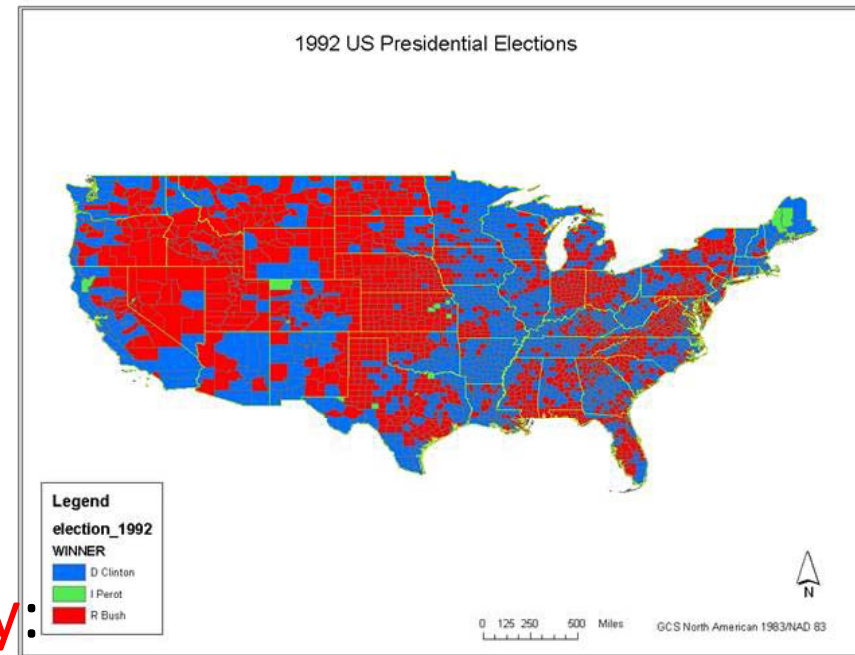 1992 US Presidential Elections
Legend
election_1992
WINNER
D Clinton
I Perot
R Bush
y:
N
0 125 250 500 Miles
GCS North American 1983/NAD 83